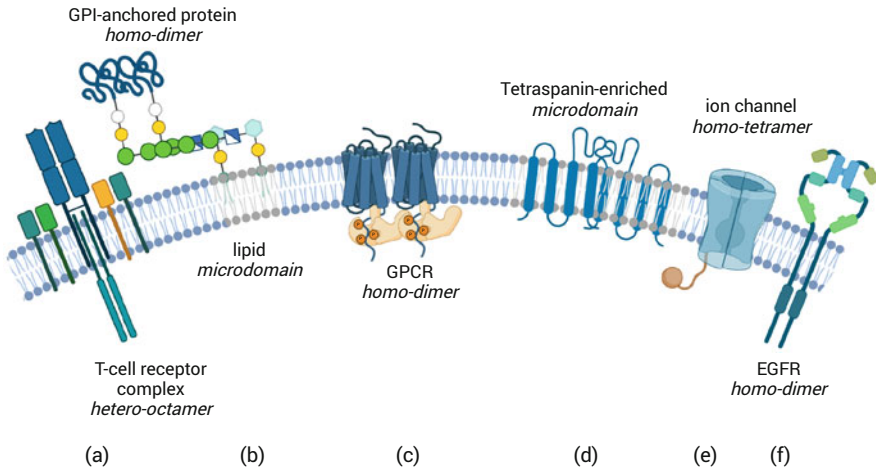 GPI-anchored protein
homo-dimer
Tetraspanin-enriched
microdomain
ion channel
homo-tetramer
lipid
microdomain
GPCR
homo-dimer
T-cell receptor
complex
hetero-octamer
EGFR
homo-dimer
(a)
(b)
(c)
(d)
(e)
(f)